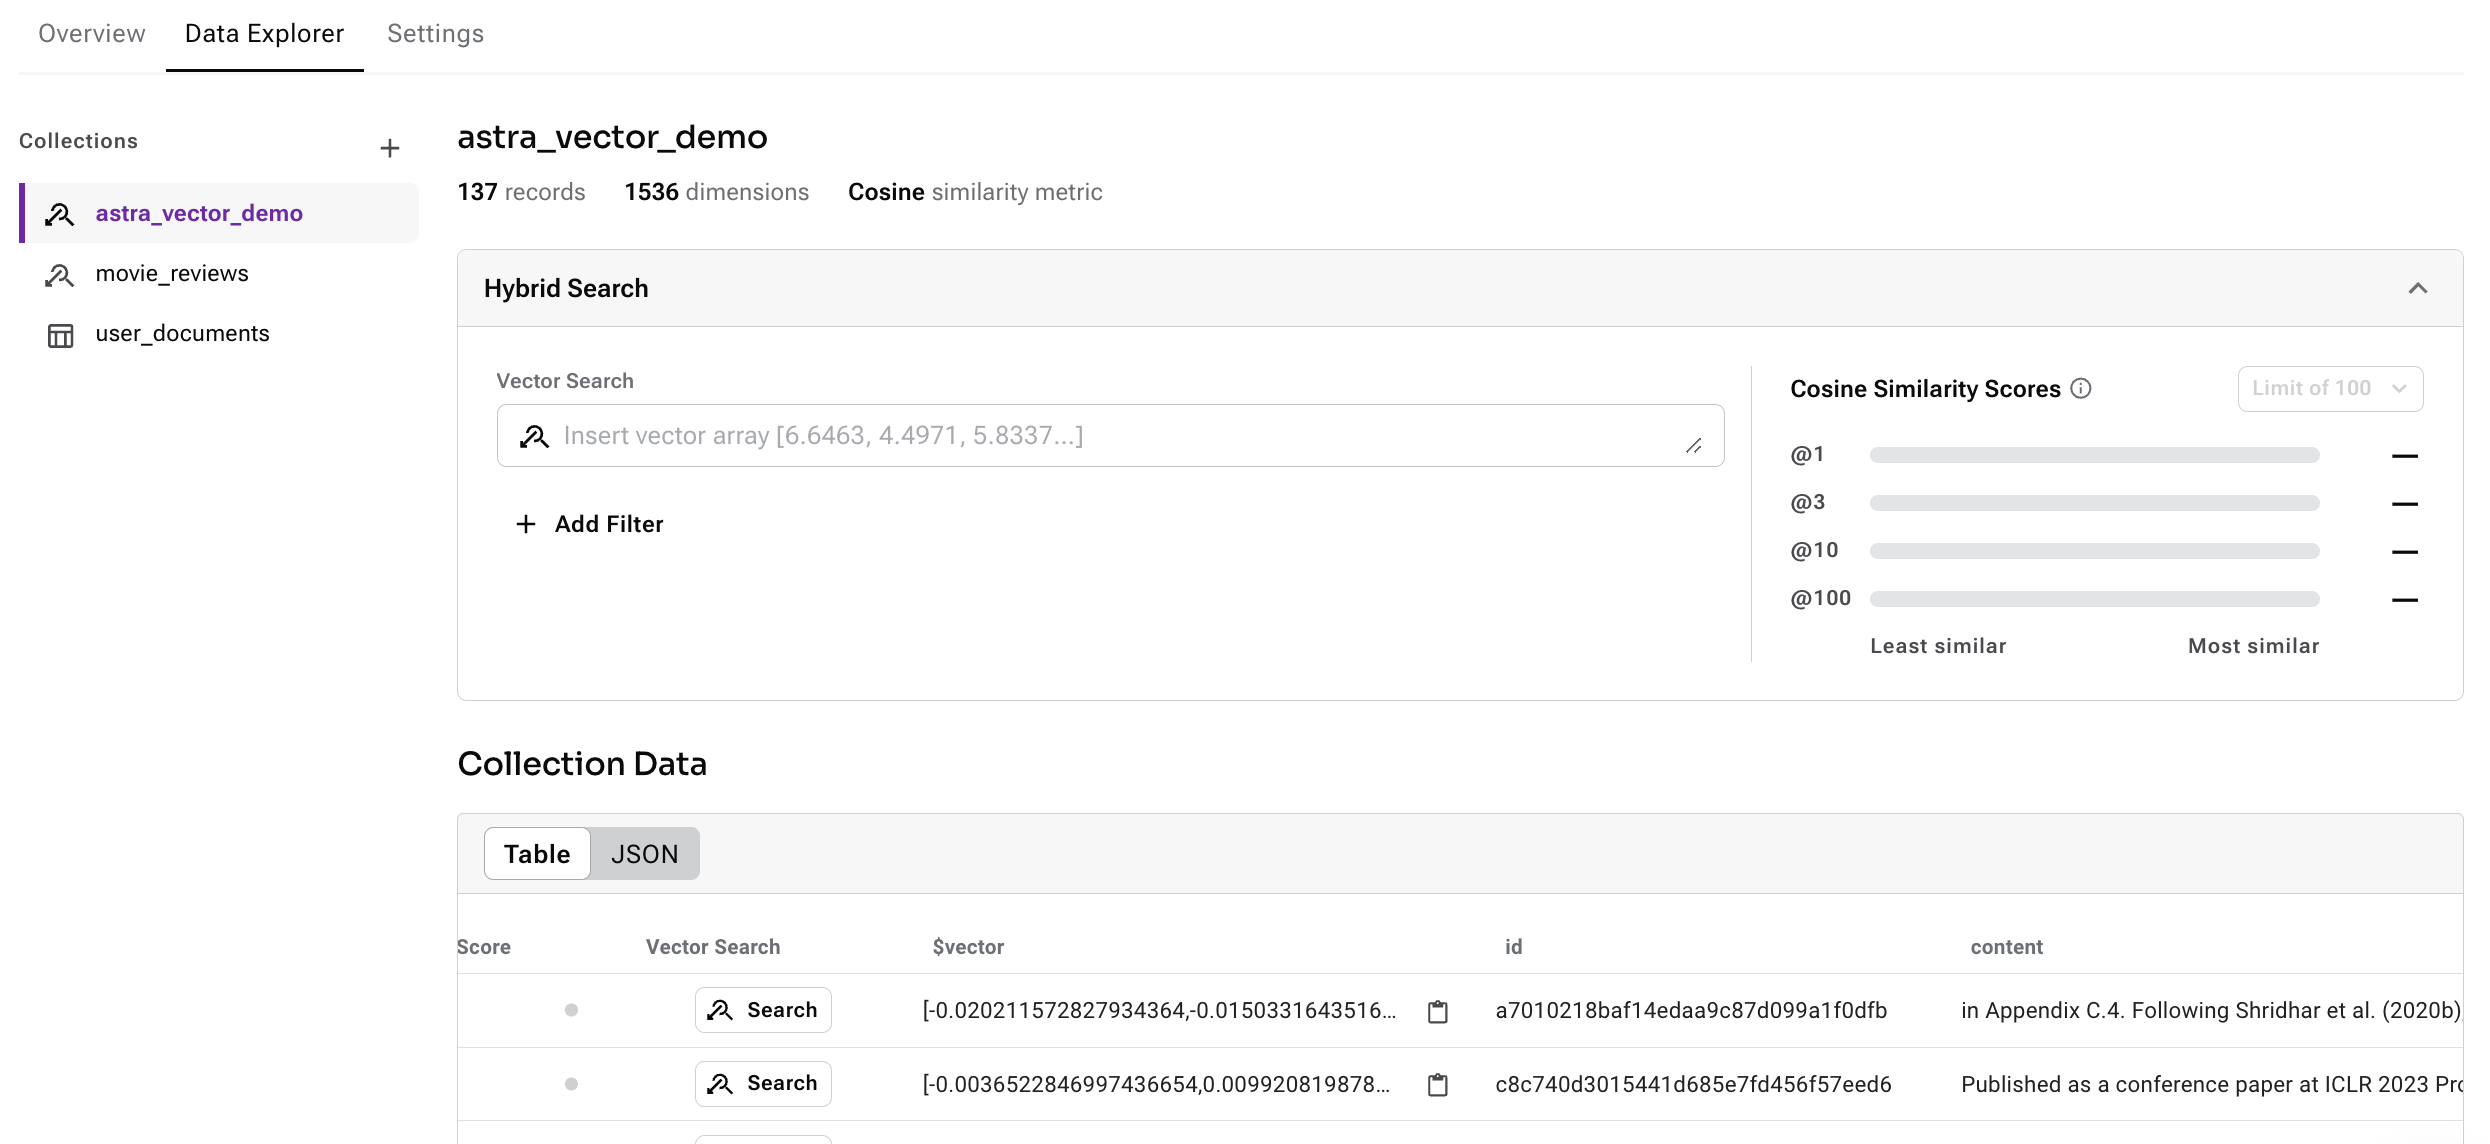 Overview Data Explorer Settings
Collections
astra_vector_demo
movie_reviews
user_documents
astra_vector_demo
137 records 1536 dimensions Cosine similarity metric
Hybrid Search
Vector Search
Insert vector array [6.6463, 4.4971, 5.8337...]
Add Filter
Cosine Similarity Scores
Limit of 100
@1
@3
@10
@100
Least similar Most similar
Collection Data
Table JSON
Score Vector Search $vector id content
Search [-0.020211572827934364,-0.0150331643516... a7010218baf14edaa9c87d099a1f0dfb in Appendix C.4. Following Shridhar et al. (2020b)
Search [-0.0036522846997436654,0.009920819878... c8c740d3015441d685e7fd456f57eed6 Published as a conference paper at ICLR 2023 Pro